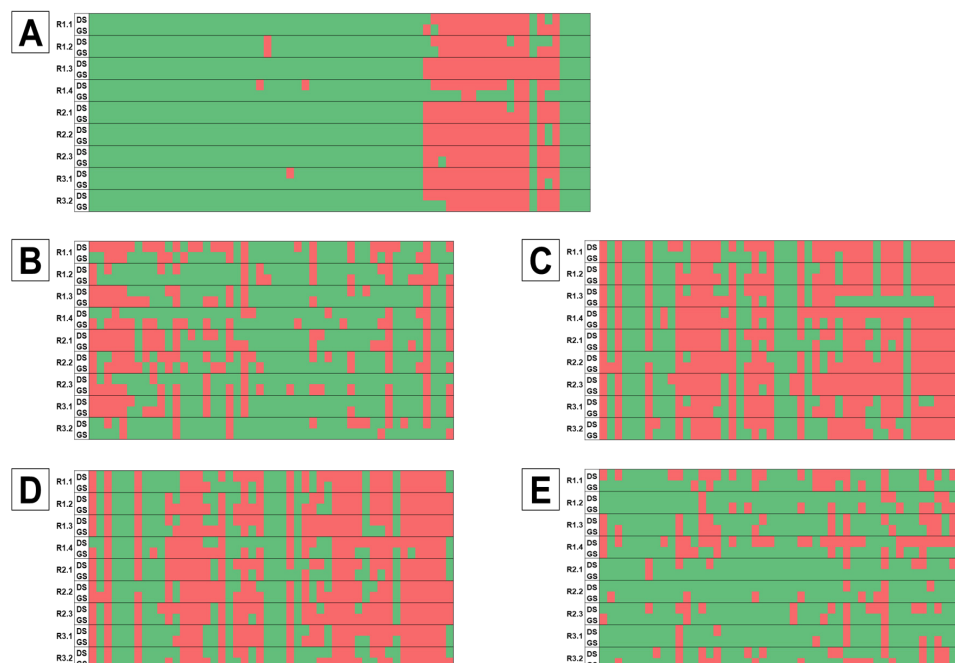 A
R1.1 DS
GS
R1.2 DS
GS
R1.3 DS
GS
R1.4 DS
GS
R2.1 DS
GS
R2.2 DS
GS
R2.3 DS
GS
R3.1 DS
GS
R3.2 DS
GS
B
R1.1 DS
GS
R1.2 DS
GS
R1.3 DS
GS
R1.4 DS
GS
R2.1 DS
GS
R2.2 DS
GS
R2.3 DS
GS
R3.1 DS
GS
R3.2 DS
GS
C
R1.1 DS
GS
R1.2 DS
GS
R1.3 DS
GS
R1.4 DS
GS
R2.1 DS
GS
R2.2 DS
GS
R2.3 DS
GS
R3.1 DS
GS
R3.2 DS
GS
D
R1.1 DS
GS
R1.2 DS
GS
R1.3 DS
GS
R1.4 DS
GS
R2.1 DS
GS
R2.2 DS
GS
R2.3 DS
GS
R3.1 DS
GS
R3.2 DS
E
R1.1 DS
GS
R1.2 DS
GS
R1.3 DS
GS
R1.4 DS
GS
R2.1 DS
GS
R2.2 DS
GS
R2.3 DS
GS
R3.1 DS
GS
R3.2 DS